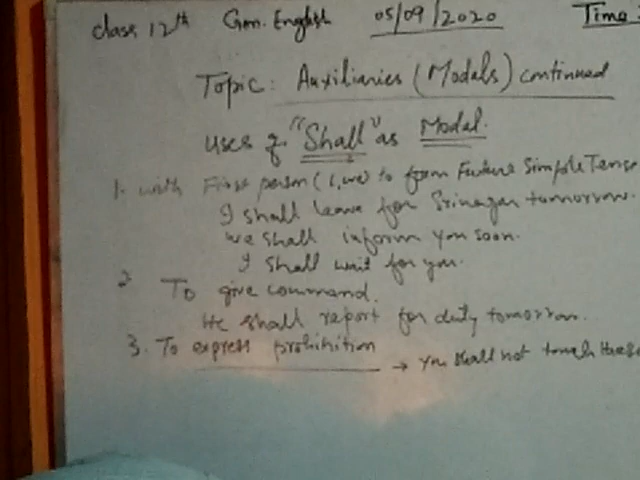 class 12th Gen. English 05/09/2020 Time:
Topic: Auxiliaries (Modals) continued
uses of "Shall" as Modal.
1. with First person (I, we) to form Future Simple Tense
I shall leave for Srinagar tomorrow.
we shall inform you soon.
I shall wait for you.
2 To give command.
He shall report for duty tomorrow.
3. To express prohibition → You shall not touch these